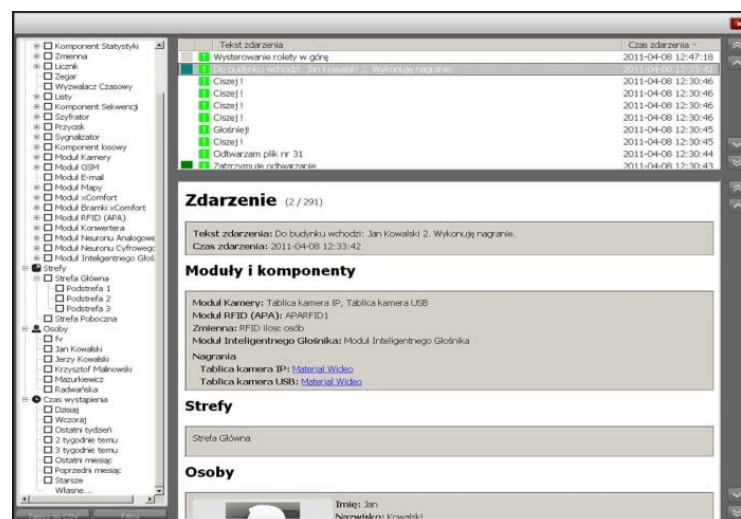 Komponent Statystyki
Zmienna
Licznik
Zegar
Wyzwalacz Czasowy
Listy
Komponent Sekwencji
Szyfrator
Przycisk
Sygnalizator
Komponent losowy
Moduł Kamery
Moduł GSM
Moduł E-mail
Moduł Mapy
Moduł xComfort
Moduł Bramki xComfort
Moduł RFID (APA)
Moduł Konwertera
Moduł Neuronu Analogowe
Moduł Neuronu Cyfrowego
Moduł Inteligentnego Głoś
Strefy
Strefa Główna
Podstrefa 1
Podstrefa 2
Podstrefa 3
Strefa Poboczna
Osoby
fv
Jan Kowalski
Jerzy Kowalski
Krzysztof Malinowski
Mazurkiewicz
Radwańska
Czas wystąpienia
Dzisiaj
Wczoraj
Ostatni tydzień
2 tygodnie temu
3 tygodnie temu
Ostatni miesiąc
Poprzedni miesiąc
Starsze
Własne...
Tekst zdarzenia Czas zdarzenia
Wysterowanie rolety w górę 2011-04-08 12:47:18
Do budynku wchodzi: Jan Kowalski 2. Wykonuję nagranie. 2011-04-08 12:33:42
Ciszej ! 2011-04-08 12:30:46
Ciszej ! 2011-04-08 12:30:46
Ciszej ! 2011-04-08 12:30:46
Głośniej! 2011-04-08 12:30:45
Ciszej ! 2011-04-08 12:30:45
Odtwarzam plik nr 31 2011-04-08 12:30:44
Zatrzymuję odtwarzanie 2011-04-08 12:30:43
Zdarzenie (2 / 291)
Tekst zdarzenia: Do budynku wchodzi: Jan Kowalski 2. Wykonuję nagranie.
Czas zdarzenia: 2011-04-08 12:33:42
Moduły i komponenty
Moduł Kamery: Tablica kamera IP, Tablica kamera USB
Moduł RFID (APA): APARFID1
Zmienna: RFID ilosc osób
Moduł Inteligentnego Głośnika: Moduł Inteligentnego Głośnika
Nagrania
Tablica kamera IP: Materiał Wideo
Tablica kamera USB: Materiał Wideo
Strefy
Strefa Główna
Osoby
Imię: Jan
Nazwisko: Kowalski